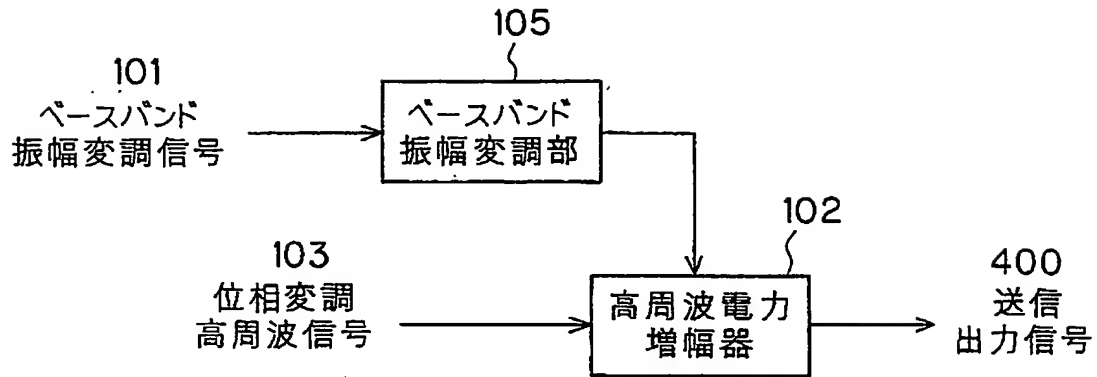 105
101
ベースバンド
振幅変調信号
ベースバンド
振幅変調部
102
103
位相変調
高周波信号
高周波電力
増幅器
400
送信
出力信号